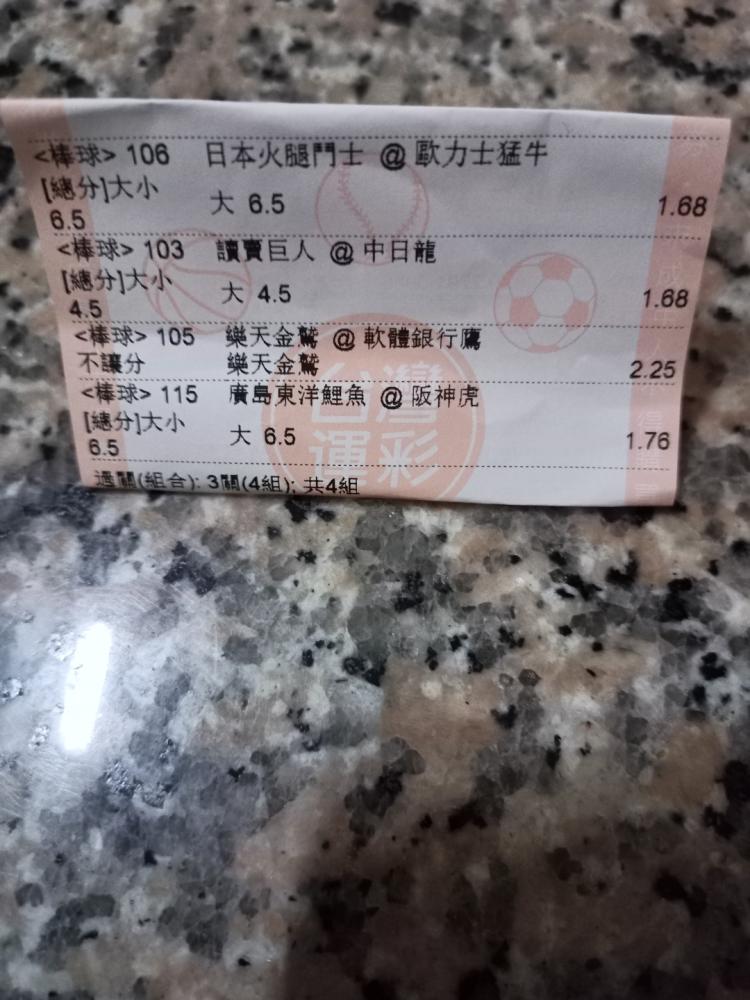 <棒球> 106 日本火腿鬥士 @ 歐力士猛牛
[總分]大小
6.5 大 6.5 1.68
<棒球> 103 讀賣巨人 @ 中日龍
[總分]大小
4.5 大 4.5 1.68
<棒球> 105 樂天金鷲 @ 軟體銀行鷹
不讓分 樂天金鷲 2.25
<棒球> 115 廣島東洋鯉魚 @ 阪神虎
[總分]大小
6.5 大 6.5 1.76
過關(組合): 3關(4組); 共4組
台灣
運彩